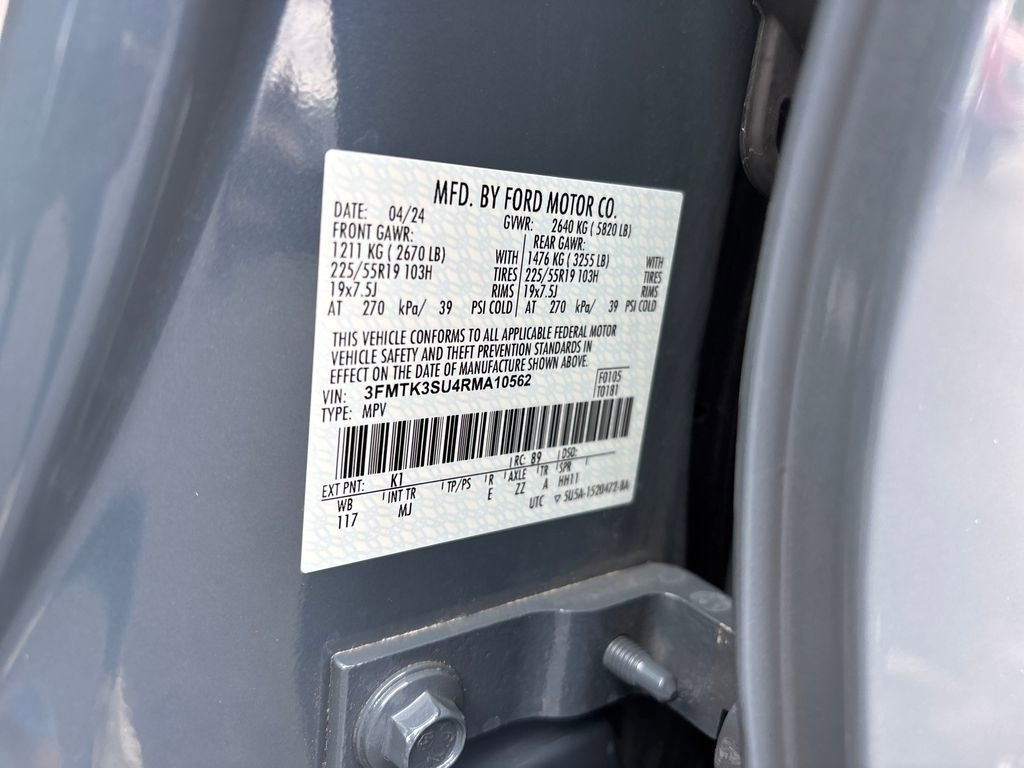 MFD. BY FORD MOTOR CO.
DATE: 04/24 GVWR: 2640 KG ( 5820 LB)
FRONT GAWR: REAR GAWR:
1211 KG ( 2670 LB) WITH 1476 KG ( 3255 LB) WITH
225/55R19 103H TIRES 225/55R19 103H TIRES
19x7.5J RIMS 19x7.5J RIMS
AT 270 kPa/ 39 PSI COLD AT 270 kPa/ 39 PSI COLD
THIS VEHICLE CONFORMS TO ALL APPLICABLE FEDERAL MOTOR
VEHICLE SAFETY AND THEFT PREVENTION STANDARDS IN
EFFECT ON THE DATE OF MANUFACTURE SHOWN ABOVE.
VIN: 3FMTK3SU4RMA10562 F0105
TYPE: MPV T0181
EXT PNT: K1 RC: 89 DSO:
WB INT TR TP/PS R AXLE TR SPR
117 MJ E ZZ A HH11
UTC ▽ 5U5A-1520472-BA